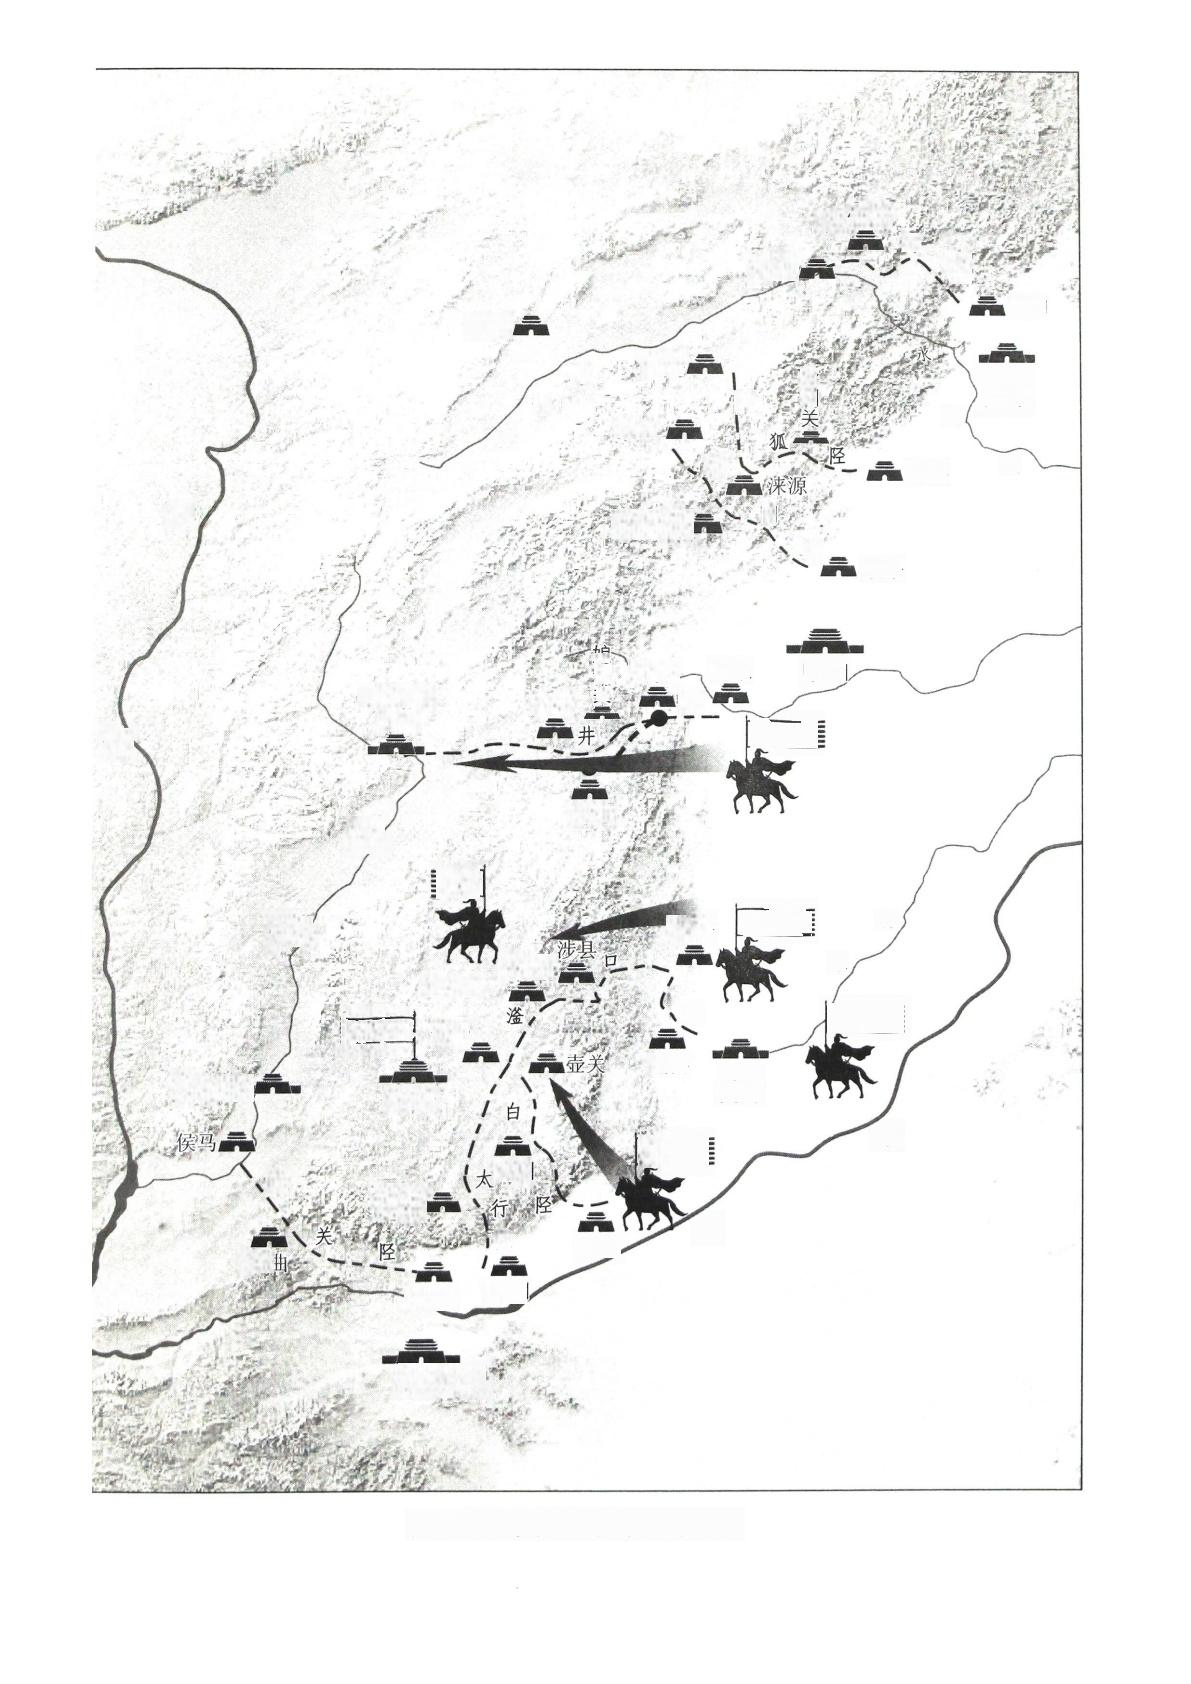 永
关
狐
陉
涞源
井
涉县
口
滏
壶关
白
侯马
太
行
陉
关
陉